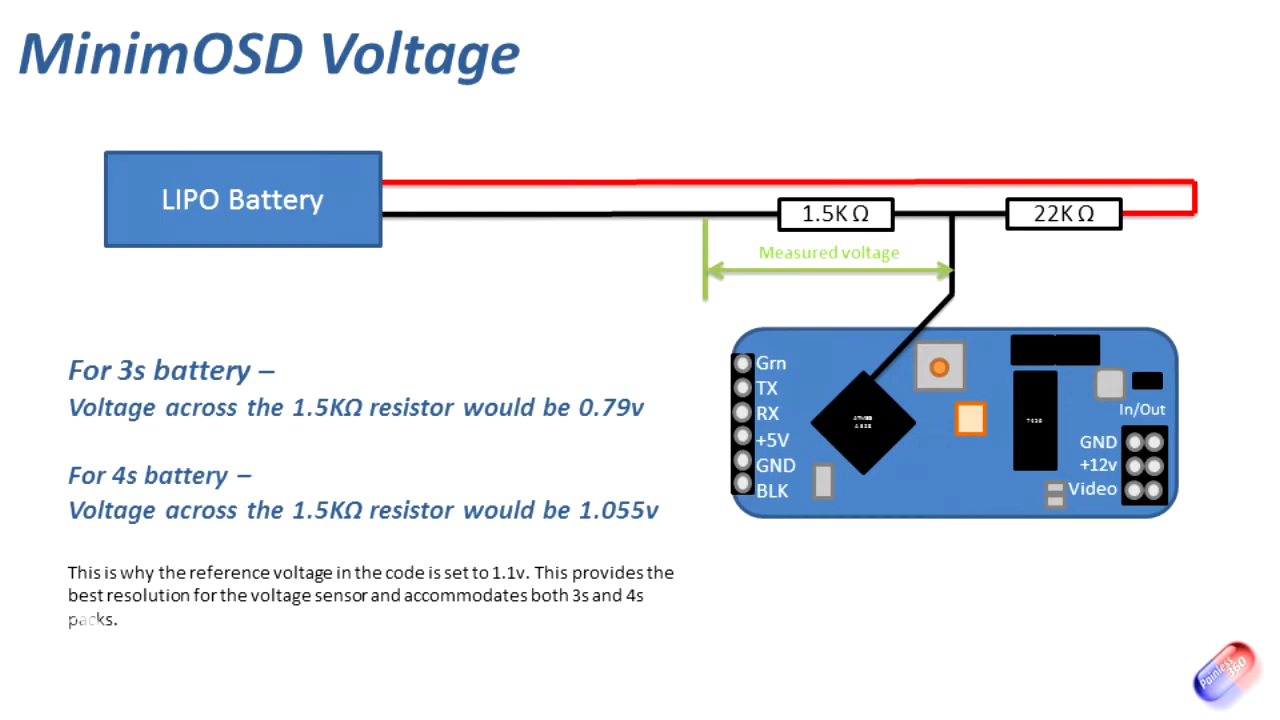 MinimOSD Voltage
LIPO Battery
1.5K Ω
22K Ω
Measured voltage
For 3s battery –
Voltage across the 1.5KΩ resistor would be 0.79v
For 4s battery –
Voltage across the 1.5KΩ resistor would be 1.055v
This is why the reference voltage in the code is set to 1.1v. This provides the
best resolution for the voltage sensor and accommodates both 3s and 4s
packs.
Grn
TX
RX
+5V
GND
BLK
In/Out
GND
+12v
Video
Painless
360